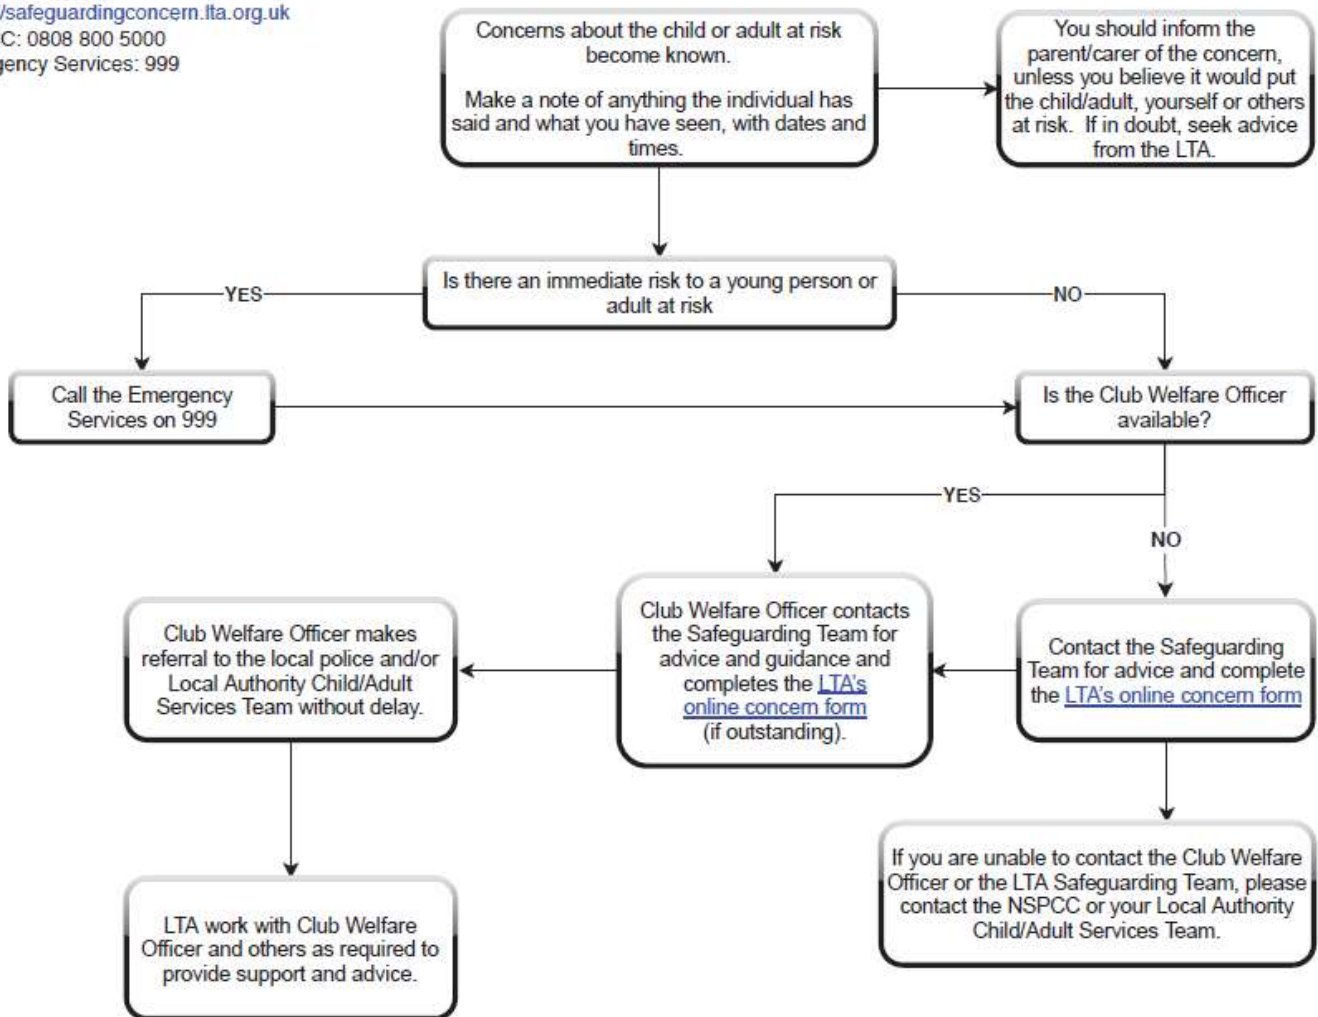 /safeguardingconcern.lta.org.uk
C: 0808 800 5000
gency Services: 999
Concerns about the child or adult at risk
become known.
Make a note of anything the individual has
said and what you have seen, with dates and
times.
You should inform the
parent/carer of the concern,
unless you believe it would put
the child/adult, yourself or others
at risk. If in doubt, seek advice
from the LTA.
Is there an immediate risk to a young person or
adult at risk
YES
NO
Call the Emergency
Services on 999
Is the Club Welfare Officer
available?
YES
NO
Club Welfare Officer makes
referral to the local police and/or
Local Authority Child/Adult
Services Team without delay.
Club Welfare Officer contacts
the Safeguarding Team for
advice and guidance and
completes the LTA's
online concern form
(if outstanding).
Contact the Safeguarding
Team for advice and complete
the LTA's online concern form
LTA work with Club Welfare
Officer and others as required to
provide support and advice.
If you are unable to contact the Club Welfare
Officer or the LTA Safeguarding Team, please
contact the NSPCC or your Local Authority
Child/Adult Services Team.